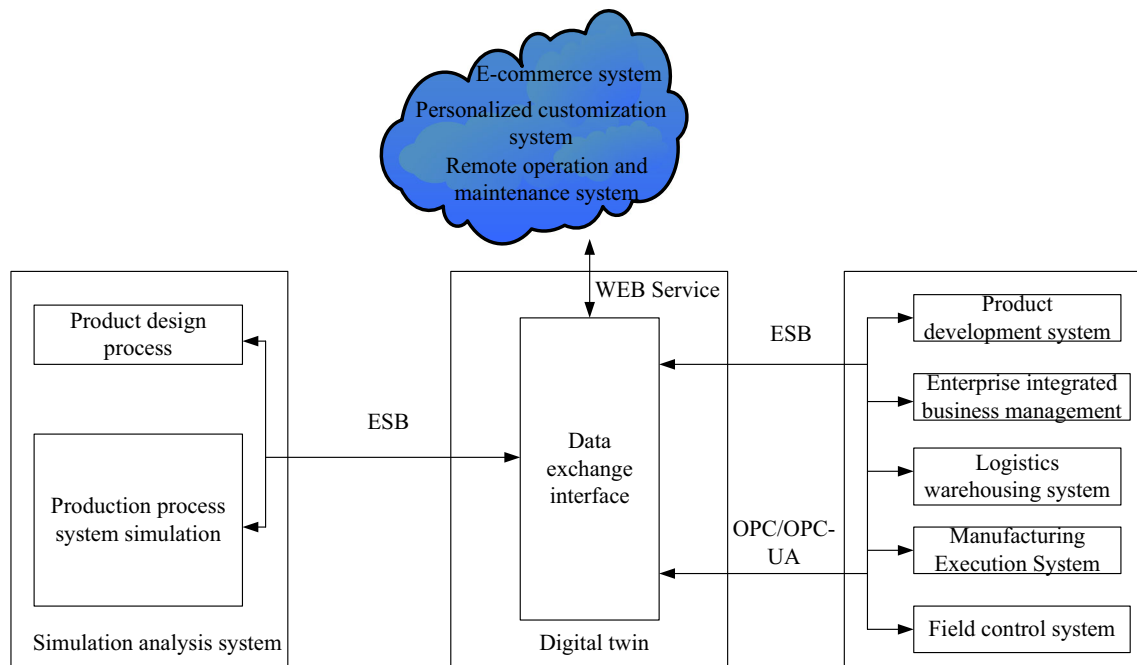 E-commerce system
Personalized customization
system
Remote operation and
maintenance system
WEB Service
Product design
process
Production process
system simulation
Simulation analysis system
ESB
Data
exchange
interface
Digital twin
ESB
OPC/OPC-
UA
Product
development system
Enterprise integrated
business management
Logistics
warehousing system
Manufacturing
Execution System
Field control system